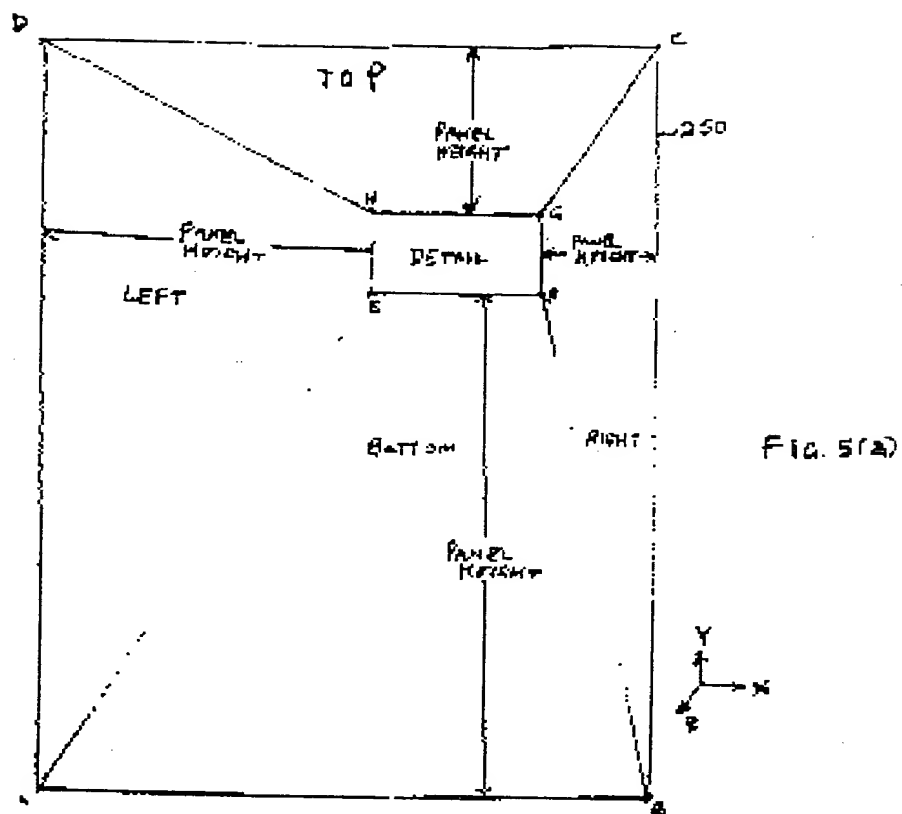 D
C
TOP
250
PANEL
HEIGHT
H
G
PANEL
HEIGHT
DETAIL
PANEL
HEIGHT
LEFT
E
F
BOTTOM
RIGHT
FIG. 5(a)
PANEL
HEIGHT
Y
X
Z
A
B